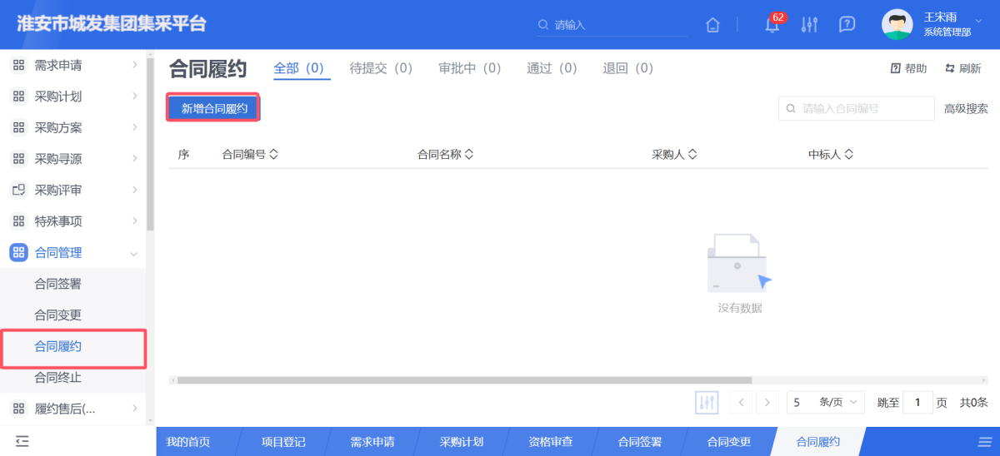 淮安市城发集团集采平台
请输入
62
王宋雨
系统管理部
需求申请
采购计划
采购方案
采购寻源
采购评审
特殊事项
合同管理
合同签署
合同变更
合同履约
合同终止
履约售后(...
合同履约
全部（0）
待提交（0）
审批中（0）
通过（0）
退回（0）
帮助
刷新
新增合同履约
请输入合同编号
高级搜索
序
合同编号
合同名称
采购人
中标人
没有数据
5 条/页
跳至 1 页
共0条
我的首页
项目登记
需求申请
采购计划
资格审查
合同签署
合同变更
合同履约